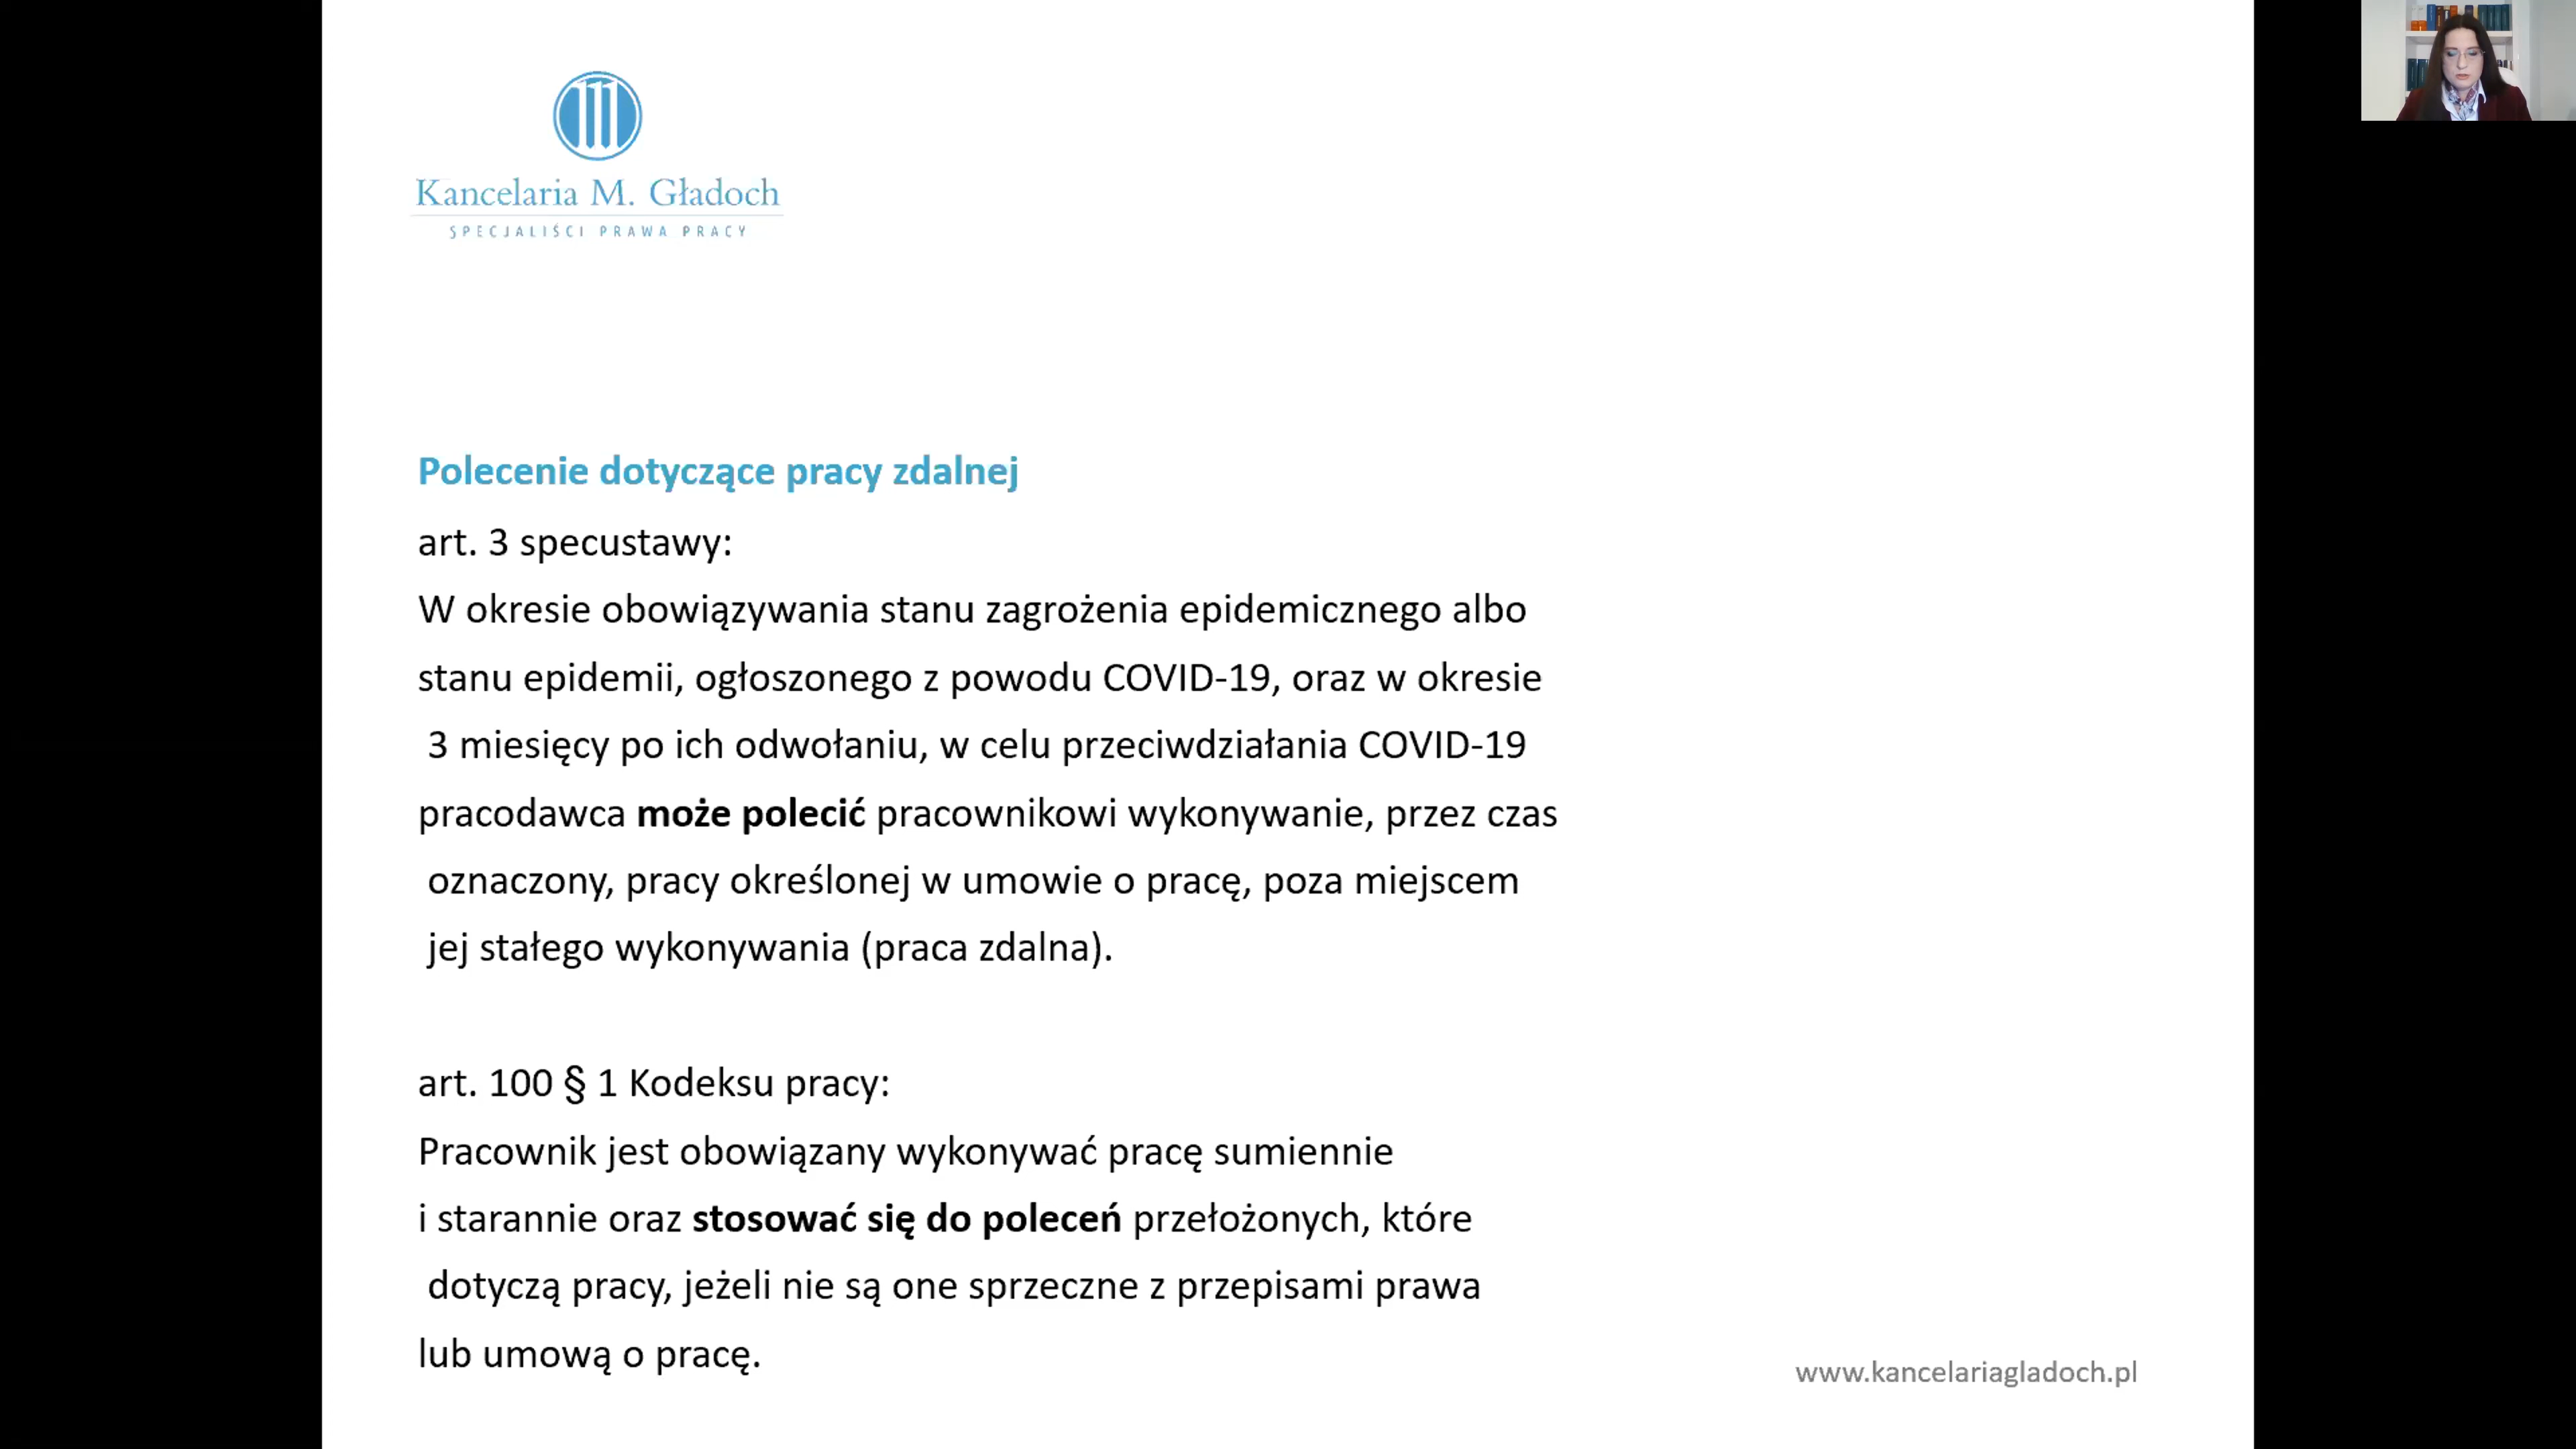 Kancelaria M. Gładoch
SPECJALIŚCI PRAWA PRACY
Polecenie dotyczące pracy zdalnej
art. 3 specustawy:
W okresie obowiązywania stanu zagrożenia epidemicznego albo
stanu epidemii, ogłoszonego z powodu COVID-19, oraz w okresie
3 miesięcy po ich odwołaniu, w celu przeciwdziałania COVID-19
pracodawca może polecić pracownikowi wykonywanie, przez czas
oznaczony, pracy określonej w umowie o pracę, poza miejscem
jej stałego wykonywania (praca zdalna).
art. 100 § 1 Kodeksu pracy:
Pracownik jest obowiązany wykonywać pracę sumiennie
i starannie oraz stosować się do poleceń przełożonych, które
dotyczą pracy, jeżeli nie są one sprzeczne z przepisami prawa
lub umową o pracę.
www.kancelariagladoch.pl